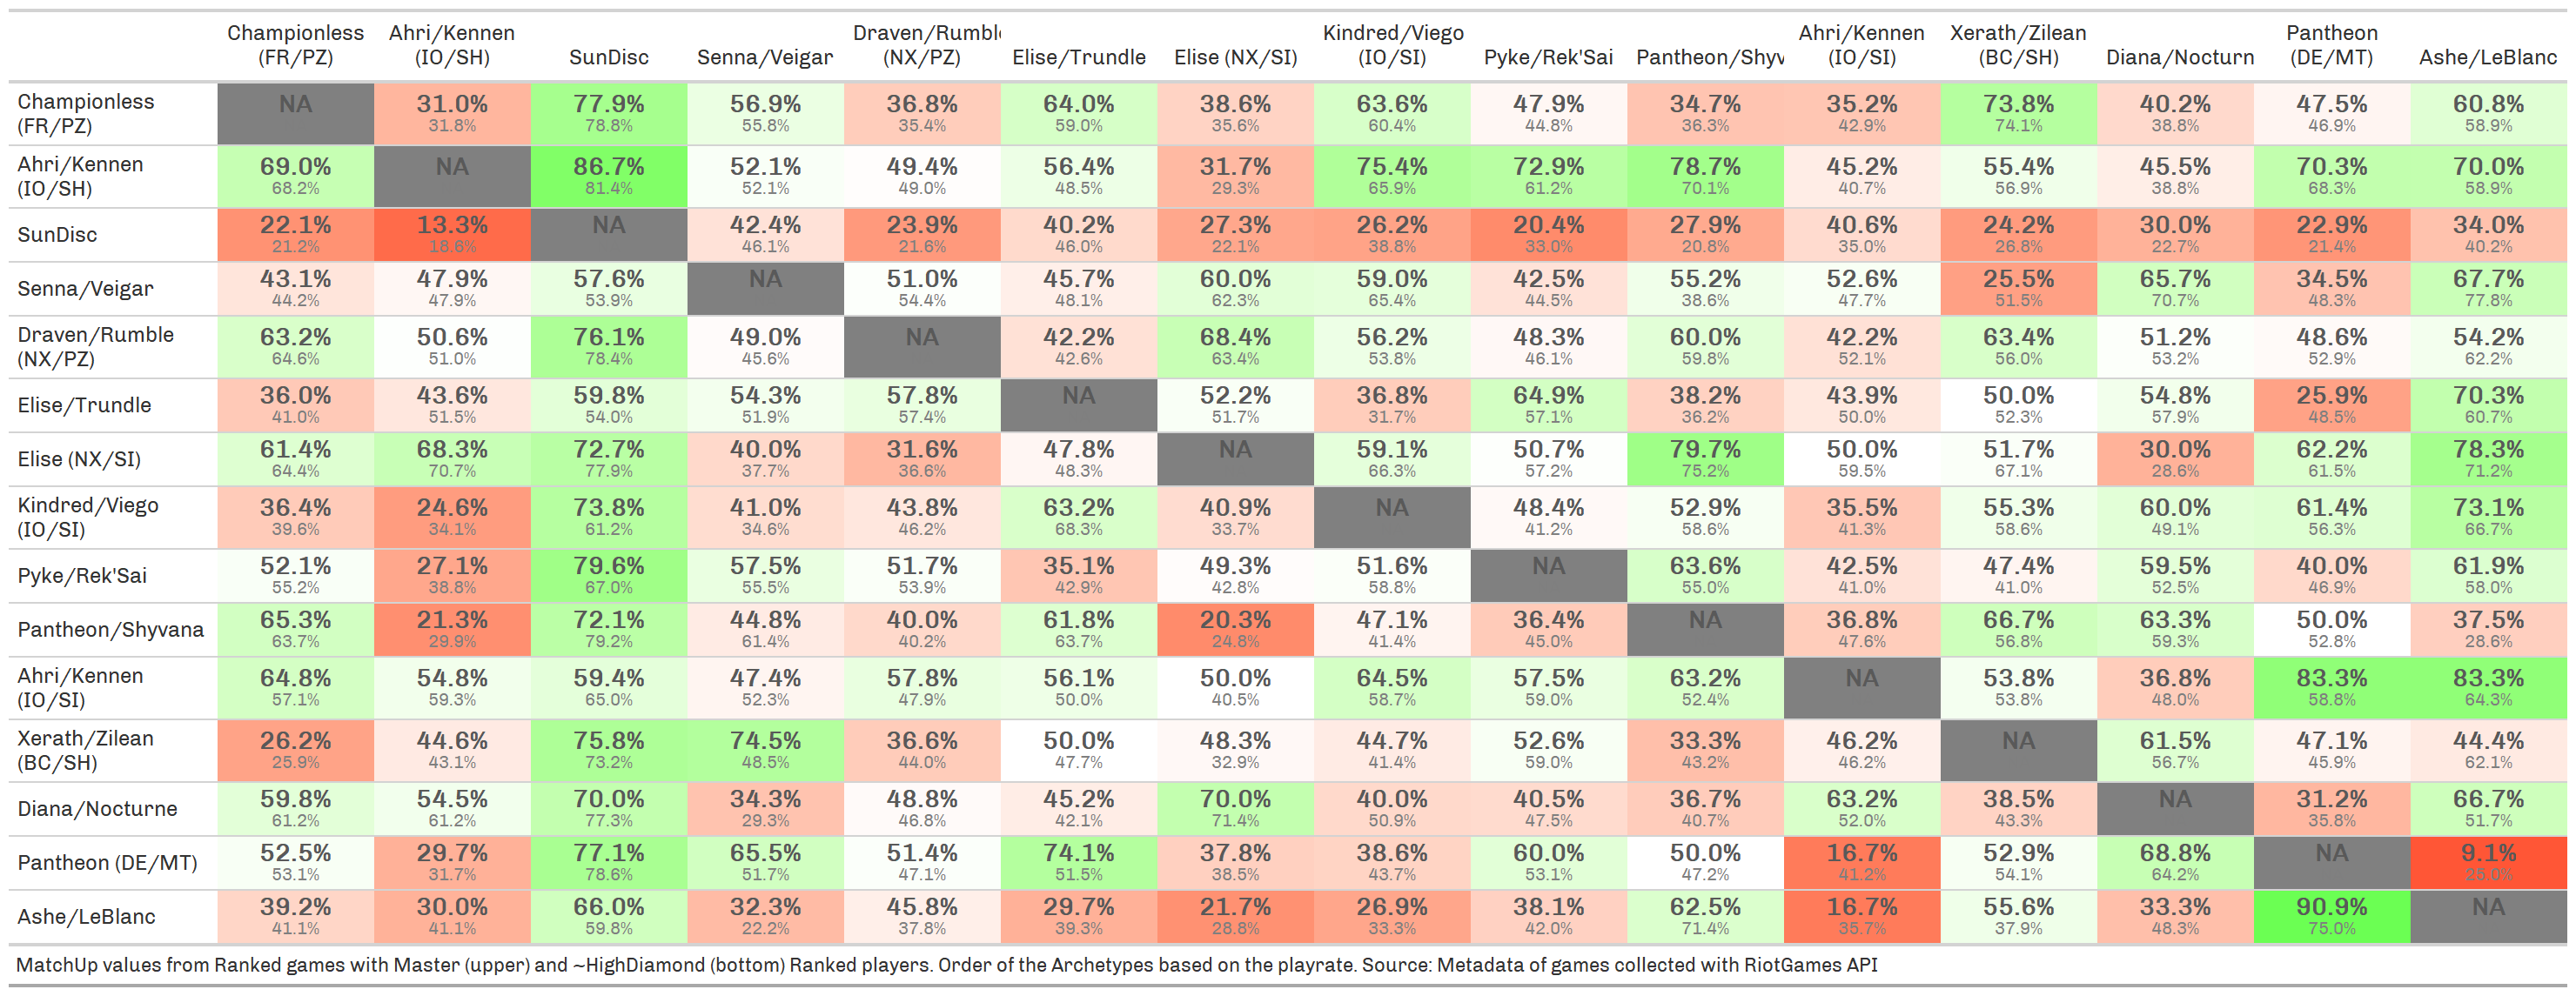 Championless Ahri/Kennen Draven/Rumble Kindred/Viego Ahri/Kennen Xerath/Zilean Pantheon
(FR/PZ) (IO/SH) SunDisc Senna/Veigar (NX/PZ) Elise/Trundle Elise (NX/SI) (IO/SI) Pyke/Rek'Sai Pantheon/Shyv (IO/SI) (BC/SH) Diana/Nocturn (DE/MT) Ashe/LeBlanc
Championless NA 31.0% 77.9% 56.9% 36.8% 64.0% 38.6% 63.6% 47.9% 34.7% 35.2% 73.8% 40.2% 47.5% 60.8%
(FR/PZ) 31.8% 78.8% 55.8% 35.4% 59.0% 35.6% 60.4% 44.8% 36.3% 42.9% 74.1% 38.8% 46.9% 58.9%
Ahri/Kennen 69.0% NA 86.7% 52.1% 49.4% 56.4% 31.7% 75.4% 72.9% 78.7% 45.2% 55.4% 45.5% 70.3% 70.0%
(IO/SH) 68.2% 81.4% 52.1% 49.0% 48.5% 29.3% 65.9% 61.2% 70.1% 40.7% 56.9% 38.8% 68.3% 58.9%
SunDisc 22.1% 13.3% NA 42.4% 23.9% 40.2% 27.3% 26.2% 20.4% 27.9% 40.6% 24.2% 30.0% 22.9% 34.0%
21.2% 18.6% 46.1% 21.6% 46.0% 22.1% 38.8% 33.0% 20.8% 35.0% 26.8% 22.7% 21.4% 40.2%
Senna/Veigar 43.1% 47.9% 57.6% NA 51.0% 45.7% 60.0% 59.0% 42.5% 55.2% 52.6% 25.5% 65.7% 34.5% 67.7%
44.2% 47.9% 53.9% 54.4% 48.1% 62.3% 65.4% 44.5% 38.6% 47.7% 51.5% 70.7% 48.3% 77.8%
Draven/Rumble 63.2% 50.6% 76.1% 49.0% NA 42.2% 68.4% 56.2% 48.3% 60.0% 42.2% 63.4% 51.2% 48.6% 54.2%
(NX/PZ) 64.6% 51.0% 78.4% 45.6% 42.6% 63.4% 53.8% 46.1% 59.8% 52.1% 56.0% 53.2% 52.9% 62.2%
Elise/Trundle 36.0% 43.6% 59.8% 54.3% 57.8% NA 52.2% 36.8% 64.9% 38.2% 43.9% 50.0% 54.8% 25.9% 70.3%
41.0% 51.5% 54.0% 51.9% 57.4% 51.7% 31.7% 57.1% 36.2% 50.0% 52.3% 57.9% 48.5% 60.7%
Elise (NX/SI) 61.4% 68.3% 72.7% 40.0% 31.6% 47.8% NA 59.1% 50.7% 79.7% 50.0% 51.7% 30.0% 62.2% 78.3%
64.4% 70.7% 77.9% 37.7% 36.6% 48.3% 66.3% 57.2% 75.2% 59.5% 67.1% 28.6% 61.5% 71.2%
Kindred/Viego 36.4% 24.6% 73.8% 41.0% 43.8% 63.2% 40.9% NA 48.4% 52.9% 35.5% 55.3% 60.0% 61.4% 73.1%
(IO/SI) 39.6% 34.1% 61.2% 34.6% 46.2% 68.3% 33.7% 41.2% 58.6% 41.3% 58.6% 49.1% 56.3% 66.7%
Pyke/Rek'Sai 52.1% 27.1% 79.6% 57.5% 51.7% 35.1% 49.3% 51.6% NA 63.6% 42.5% 47.4% 59.5% 40.0% 61.9%
55.2% 38.8% 67.0% 55.5% 53.9% 42.9% 42.8% 58.8% 55.0% 41.0% 41.0% 52.5% 46.9% 58.0%
Pantheon/Shyvana 65.3% 21.3% 72.1% 44.8% 40.0% 61.8% 20.3% 47.1% 36.4% NA 36.8% 66.7% 63.3% 50.0% 37.5%
63.7% 29.9% 79.2% 61.4% 40.2% 63.7% 24.8% 41.4% 45.0% 47.6% 56.8% 59.3% 52.8% 28.6%
Ahri/Kennen 64.8% 54.8% 59.4% 47.4% 57.8% 56.1% 50.0% 64.5% 57.5% 63.2% NA 53.8% 36.8% 83.3% 83.3%
(IO/SI) 57.1% 59.3% 65.0% 52.3% 47.9% 50.0% 40.5% 58.7% 59.0% 52.4% 53.8% 48.0% 58.8% 64.3%
Xerath/Zilean 26.2% 44.6% 75.8% 74.5% 36.6% 50.0% 48.3% 44.7% 52.6% 33.3% 46.2% NA 61.5% 47.1% 44.4%
(BC/SH) 25.9% 43.1% 73.2% 48.5% 44.0% 47.7% 32.9% 41.4% 59.0% 43.2% 46.2% 56.7% 45.9% 62.1%
Diana/Nocturne 59.8% 54.5% 70.0% 34.3% 48.8% 45.2% 70.0% 40.0% 40.5% 36.7% 63.2% 38.5% NA 31.2% 66.7%
61.2% 61.2% 77.3% 29.3% 46.8% 42.1% 71.4% 50.9% 47.5% 40.7% 52.0% 43.3% 35.8% 51.7%
Pantheon (DE/MT) 52.5% 29.7% 77.1% 65.5% 51.4% 74.1% 37.8% 38.6% 60.0% 50.0% 16.7% 52.9% 68.8% NA 9.1%
53.1% 31.7% 78.6% 51.7% 47.1% 51.5% 38.5% 43.7% 53.1% 47.2% 41.2% 54.1% 64.2% 25.0%
Ashe/LeBlanc 39.2% 30.0% 66.0% 32.3% 45.8% 29.7% 21.7% 26.9% 38.1% 62.5% 16.7% 55.6% 33.3% 90.9% NA
41.1% 41.1% 59.8% 22.2% 37.8% 39.3% 28.8% 33.3% 42.0% 71.4% 35.7% 37.9% 48.3% 75.0%
MatchUp values from Ranked games with Master (upper) and ~HighDiamond (bottom) Ranked players. Order of the Archetypes based on the playrate. Source: Metadata of games collected with RiotGames API